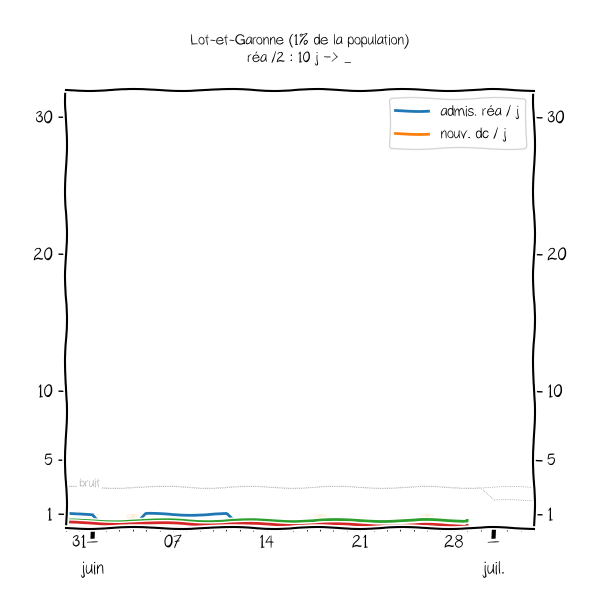 Lot-et-Garonne (1% de la population)
réa /2 : 10 j -> _
admis. réa / j
nouv. dc / j
30
30
20
20
10
10
5
5
bruit
1
1
31 07 14 21 28
juin juil.